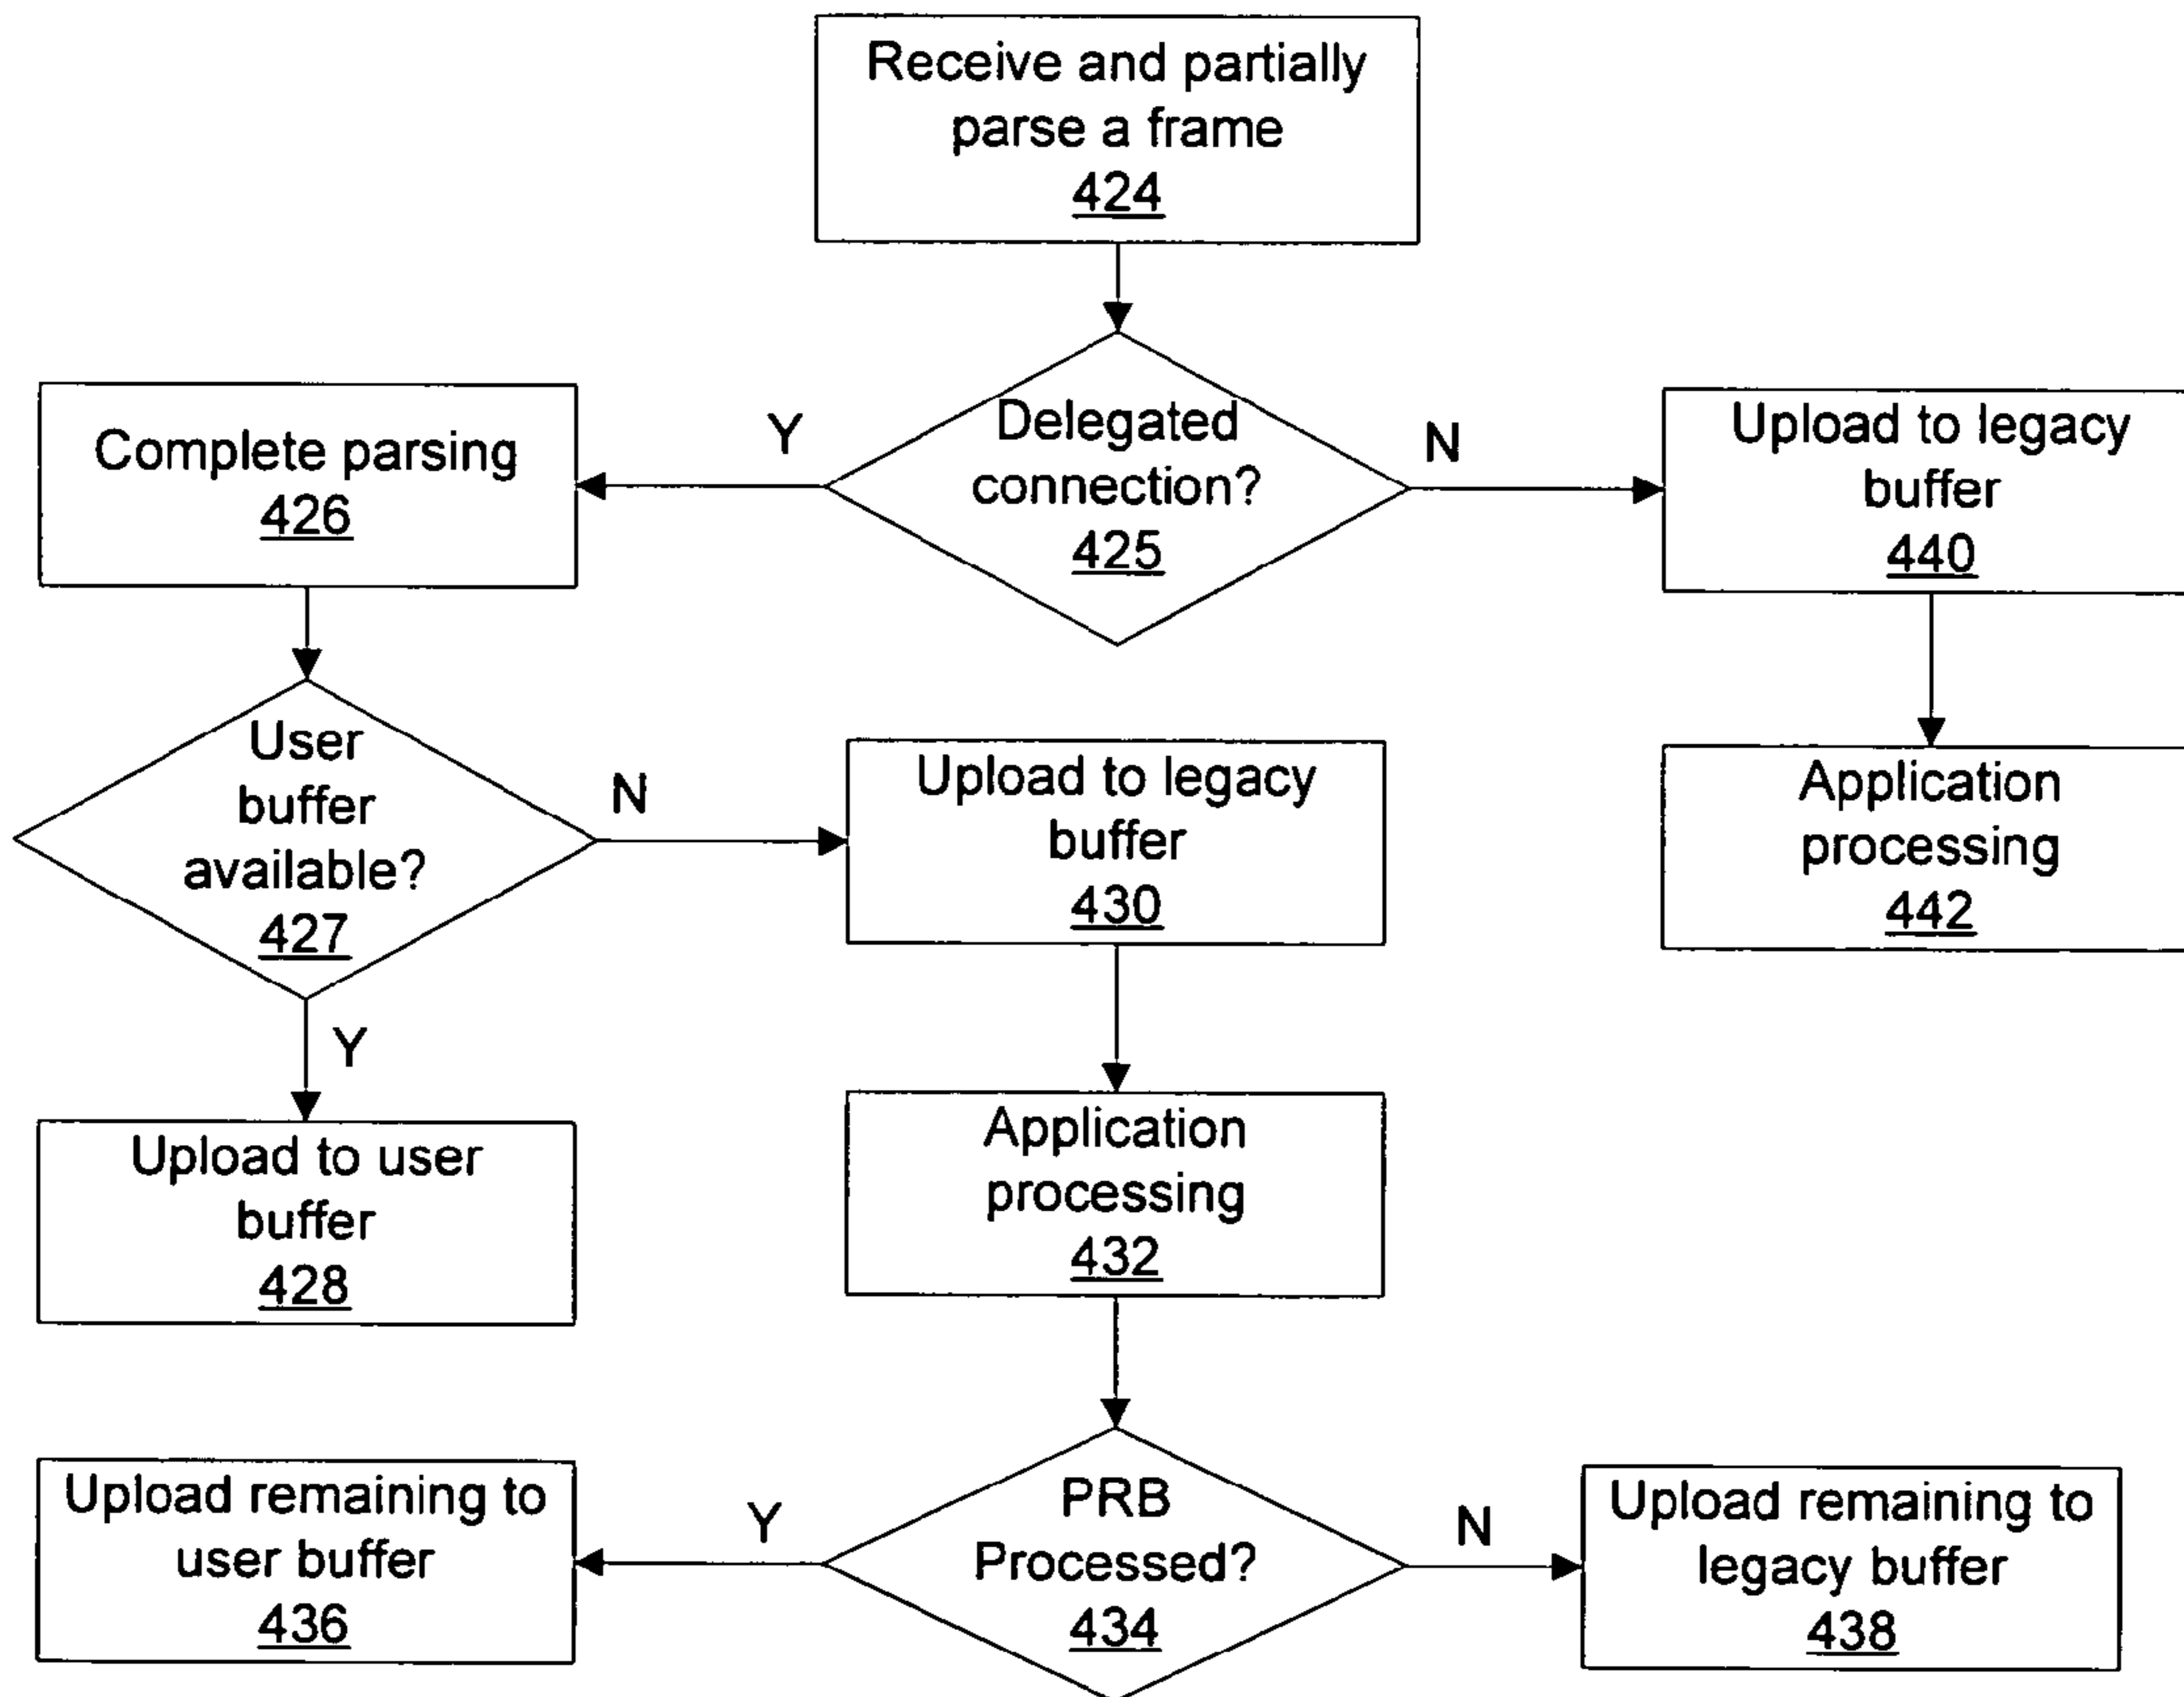 Receive and partially
parse a frame
424
Delegated
connection?
425
Y
N
Complete parsing
426
Upload to legacy
buffer
440
User
buffer
available?
427
N
Y
Upload to legacy
buffer
430
Application
processing
442
Upload to user
buffer
428
Application
processing
432
PRB
Processed?
434
Y
N
Upload remaining to
user buffer
436
Upload remaining to
legacy buffer
438